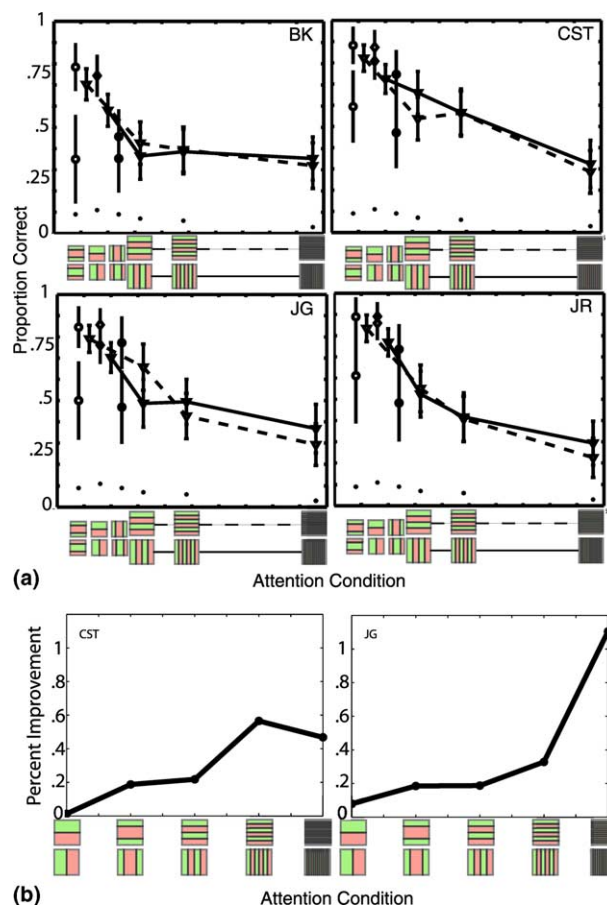 BK
CST
1
.75
.5
.25
0
Proportion Correct
JG
JR
1
.75
.5
.25
0
(a)
Attention Condition
CST
JG
1
.8
.6
.4
.2
0
Percent Improvement
1
.8
.6
.4
.2
0
(b)
Attention Condition